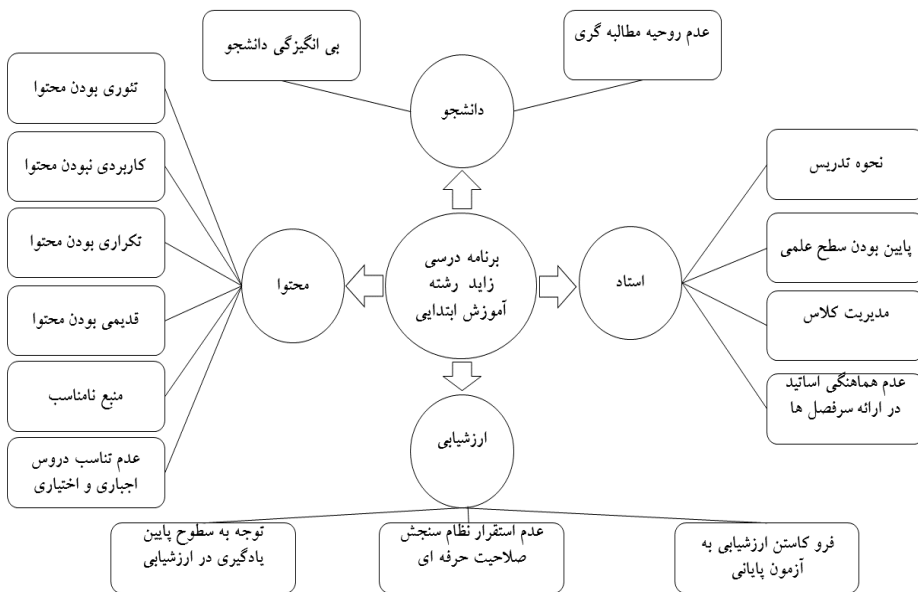 عدم روحیه مطالبه گری
بی انگیزگی دانشجو
دانشجو
نحوه تدریس
پایین بودن سطح علمی
مدیریت کلاس
عدم هماهنگی اساتید
در ارائه سرفصل ها
استاد
برنامه درسی
زاید رشته
آموزش ابتدایی
محتوا
تئوری بودن محتوا
کاربردی نبودن محتوا
تکراری بودن محتوا
قدیمی بودن محتوا
منبع نامناسب
عدم تناسب دروس
اجباری و اختیاری
ارزشیابی
فرو کاستن ارزشیابی به
آزمون پایانی
عدم استقرار نظام سنجش
صلاحیت حرفه ای
توجه به سطوح پایین
یادگیری در ارزشیابی